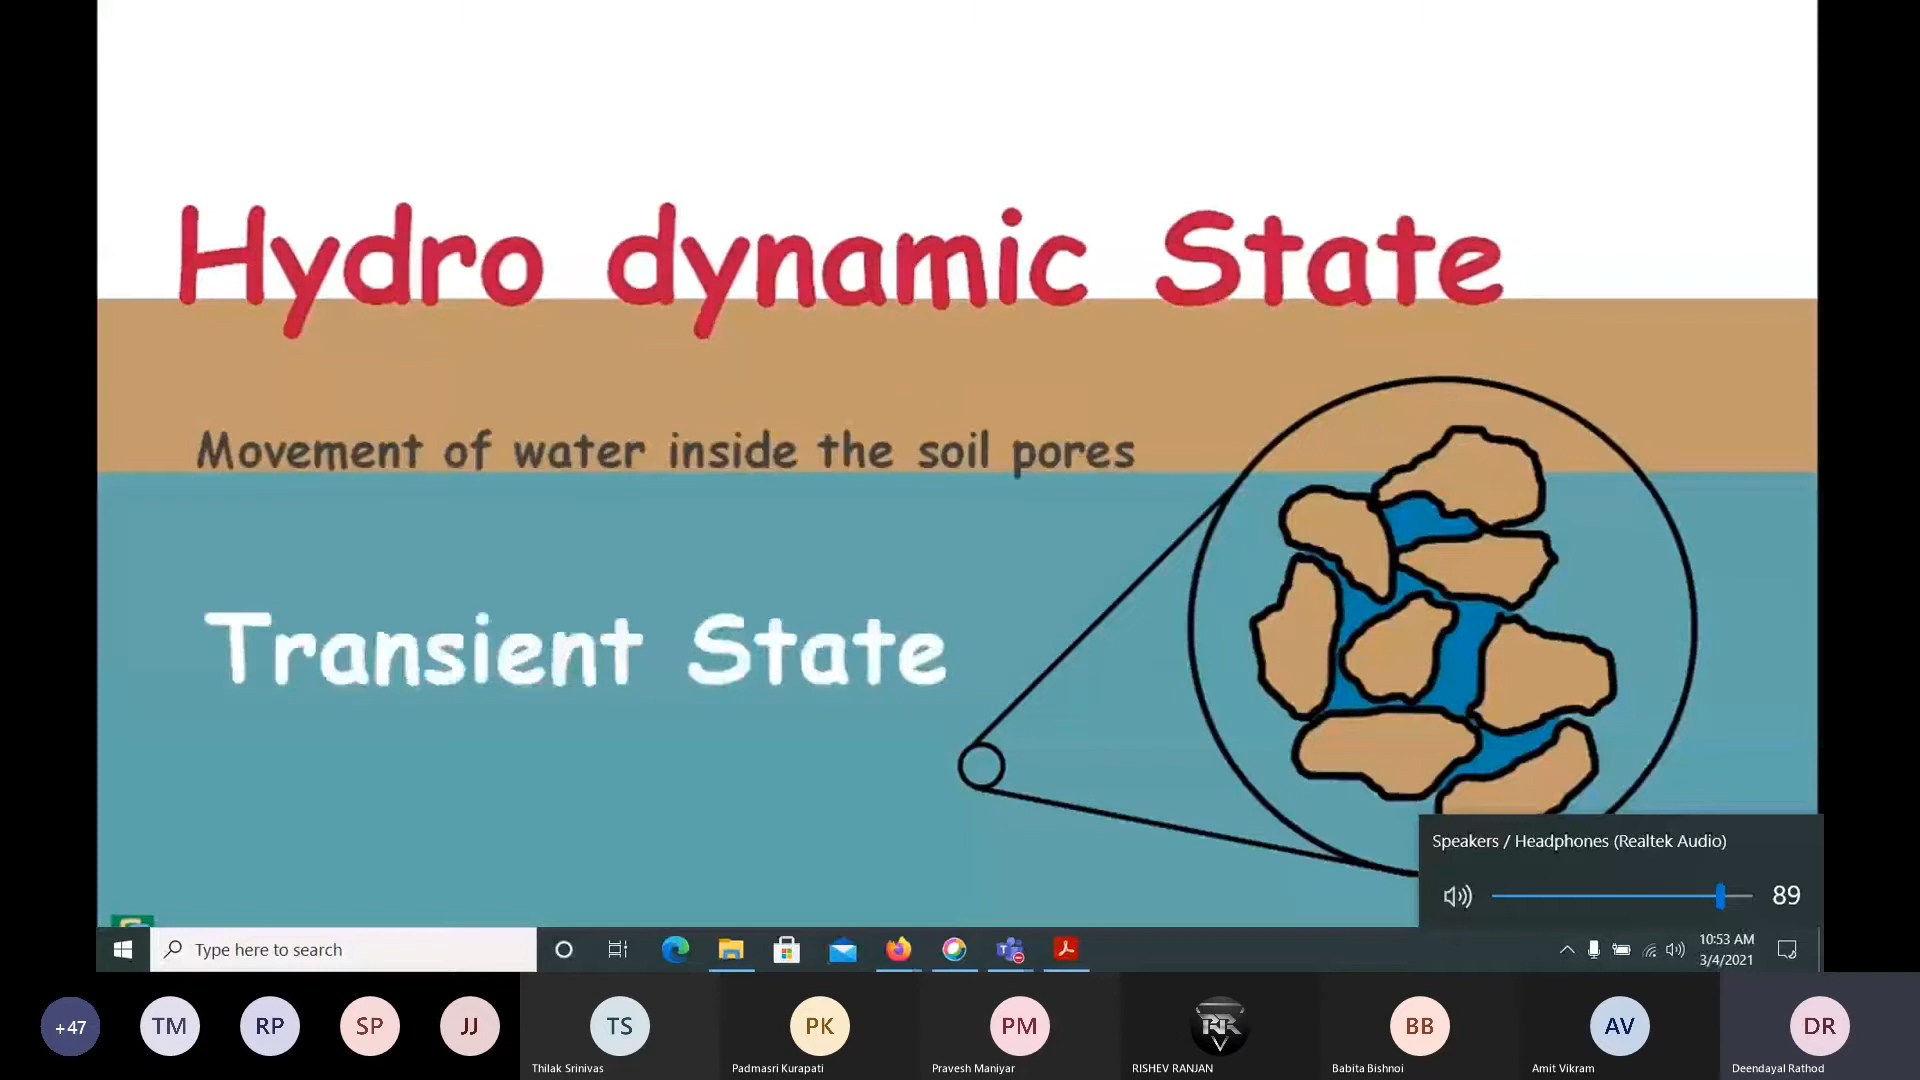 Hydro dynamic State
Movement of water inside the soil pores
Transient State
Speakers / Headphones (Realtek Audio)
89
Type here to search
10:53 AM
3/4/2021
+47
TM
RP
SP
JJ
TS
PK
PM
RR
BB
AV
DR
Thilak Srinivas
Padmasri Kurapati
Pravesh Maniyar
RISHEV RANJAN
Babita Bishnoi
Amit Vikram
Deendayal Rathod